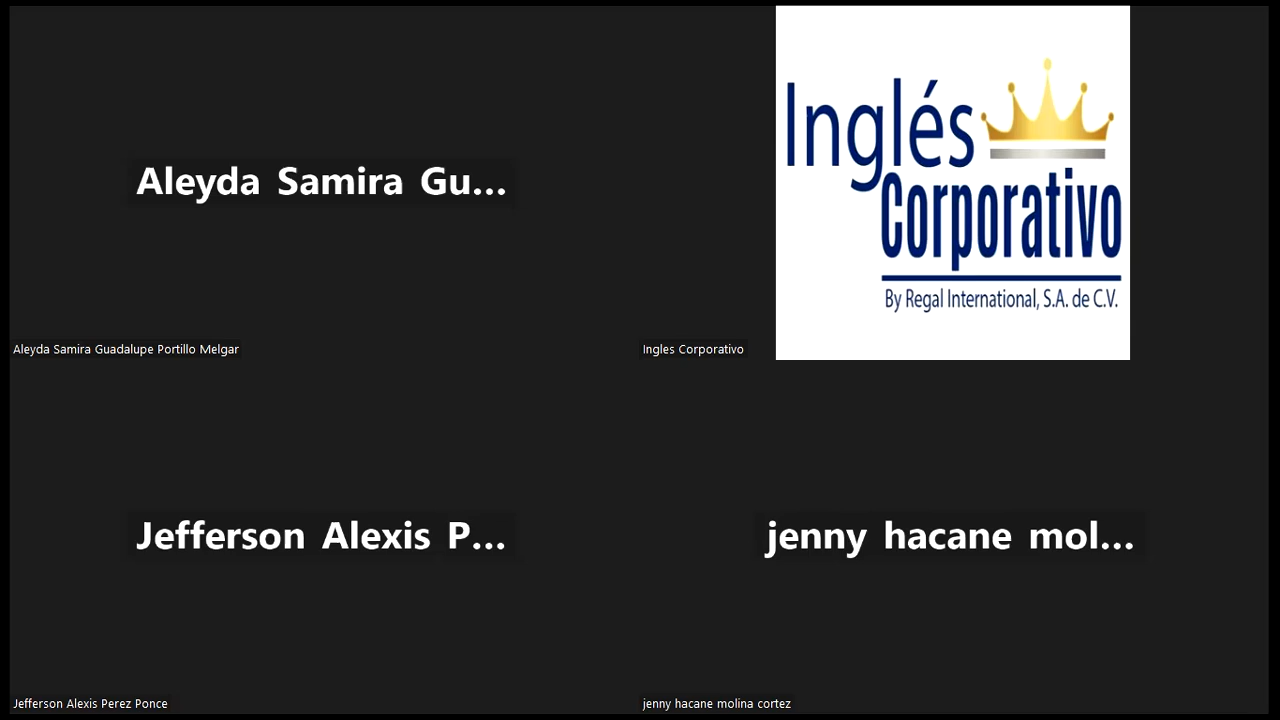 Aleyda Samira Gu...
Inglés
Corporativo
By Regal International, S.A. de C.V.
Aleyda Samira Guadalupe Portillo Melgar
Ingles Corporativo
Jefferson Alexis P...
jenny hacane mol...
Jefferson Alexis Perez Ponce
jenny hacane molina cortez